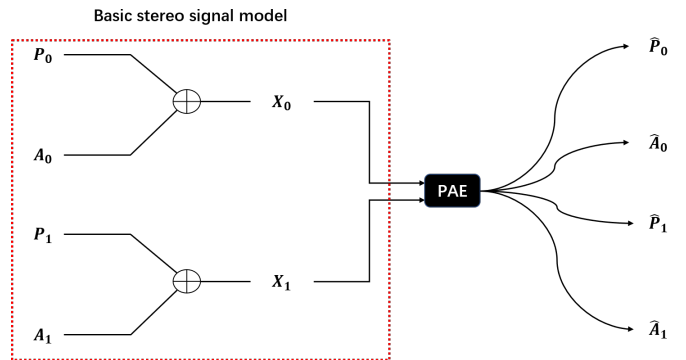 Basic stereo signal model
P₀
A₀
X₀
P₁
A₁
X₁
PAE
P̂₀
Â₀
P̂₁
Â₁